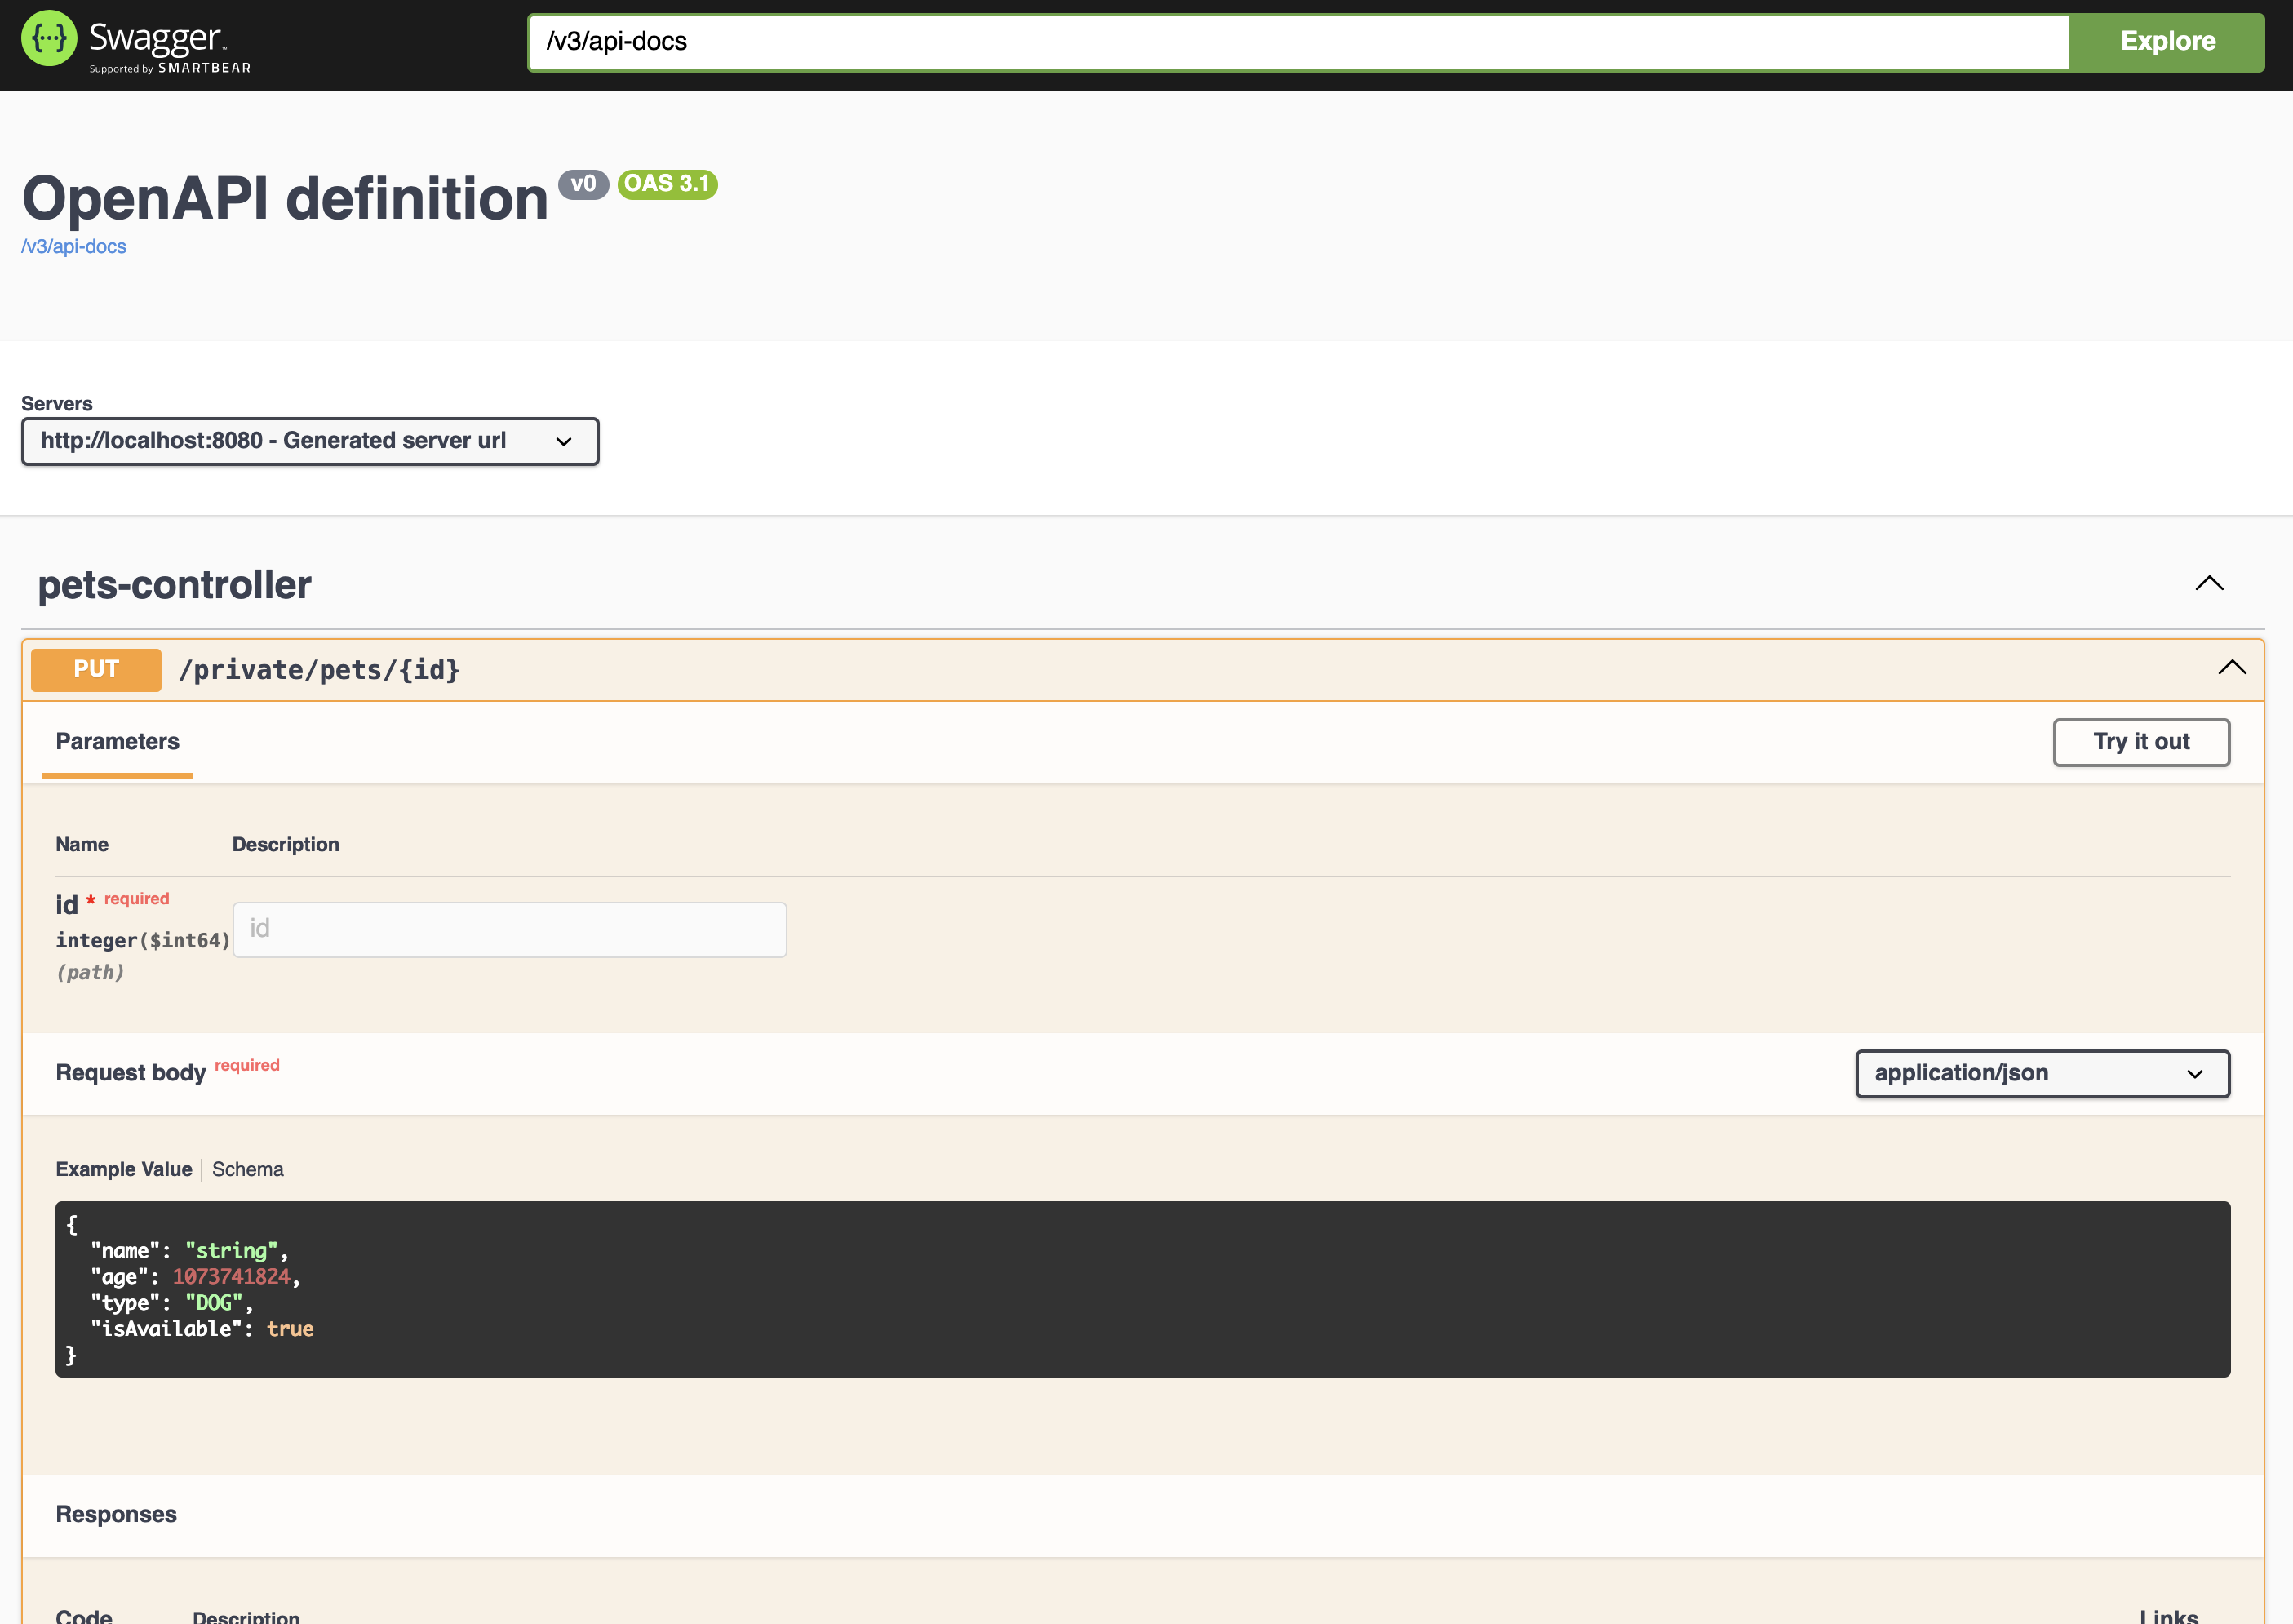 {···} Swagger™
Supported by SMARTBEAR
/v3/api-docs
Explore
OpenAPI definition v0 OAS 3.1
/v3/api-docs
Servers
http://localhost:8080 - Generated server url
pets-controller
PUT /private/pets/{id}
Parameters
Try it out
Name Description
id * required
integer($int64)
(path)
id
Request body required
application/json
Example Value Schema
{
"name": "string",
"age": 1073741824,
"type": "DOG",
"isAvailable": true
}
Responses
Code Description Links